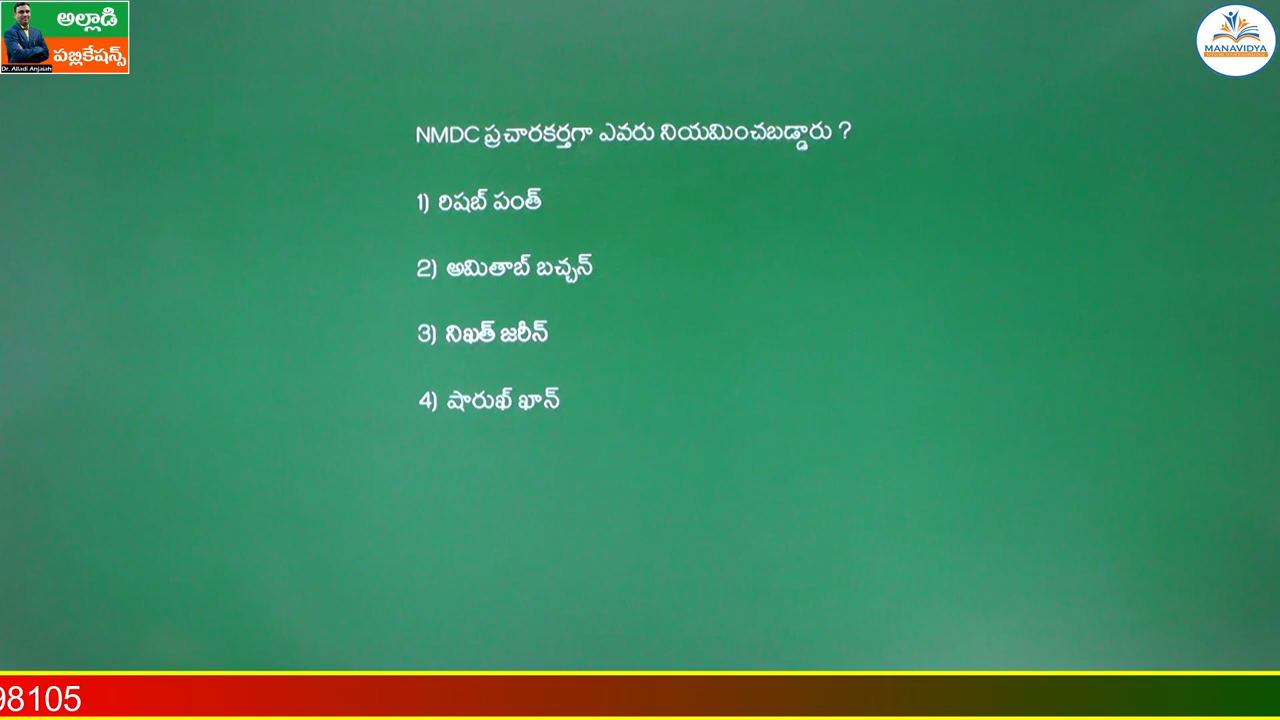 అల్లాడి
పబ్లికేషన్స్
Dr. Alladi Anjaiah
MANAVIDYA
NMDC ప్రచారకర్తగా ఎవరు నియమించబడ్డారు ?
1) రిషబ్ పంత్
2) అమితాబ్ బచ్చన్
3) నిఖత్ జరీన్
4) షారుఖ్ ఖాన్
98105